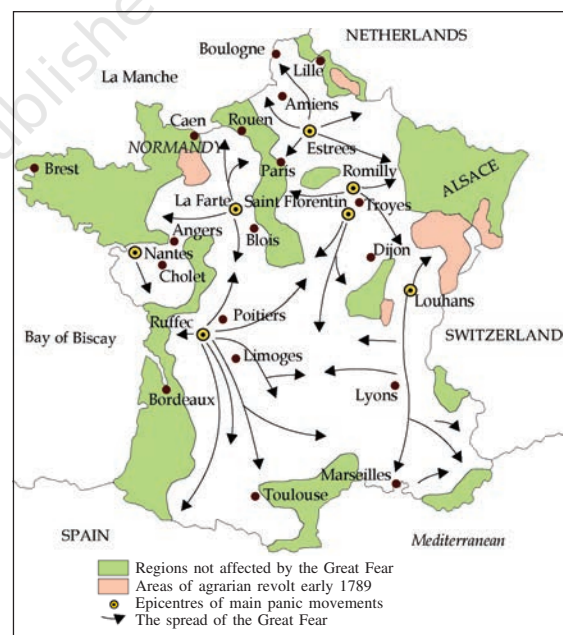 NETHERLANDS
Boulogne
Lille
La Manche
Amiens
Caen
Rouen
Estrees
NORMANDY
Romilly
Brest
Paris
ALSACE
La Farte
Saint Florentin
Troyes
Angers
Blois
Nantes
Dijon
Cholet
Louhans
Ruffec
Poitiers
SWITZERLAND
Bay of Biscay
Limoges
Bordeaux
Lyons
Marseilles
Toulouse
SPAIN
Mediterranean
Regions not affected by the Great Fear
Areas of agrarian revolt early 1789
Epicentres of main panic movements
The spread of the Great Fear